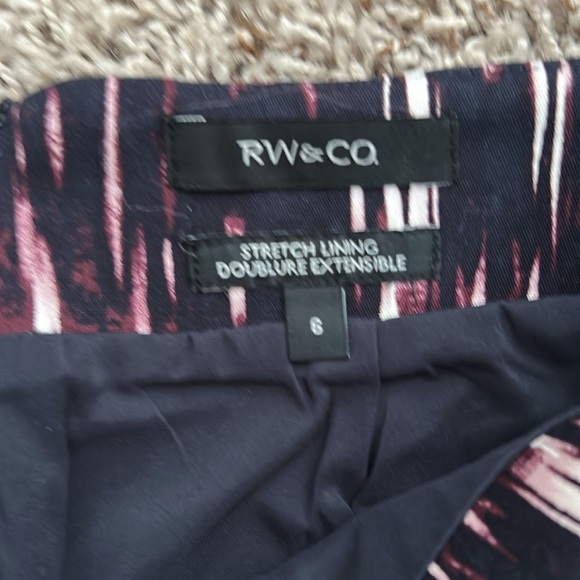 RW&CO.
STRETCH LINING
DOUBLURE EXTENSIBLE
6